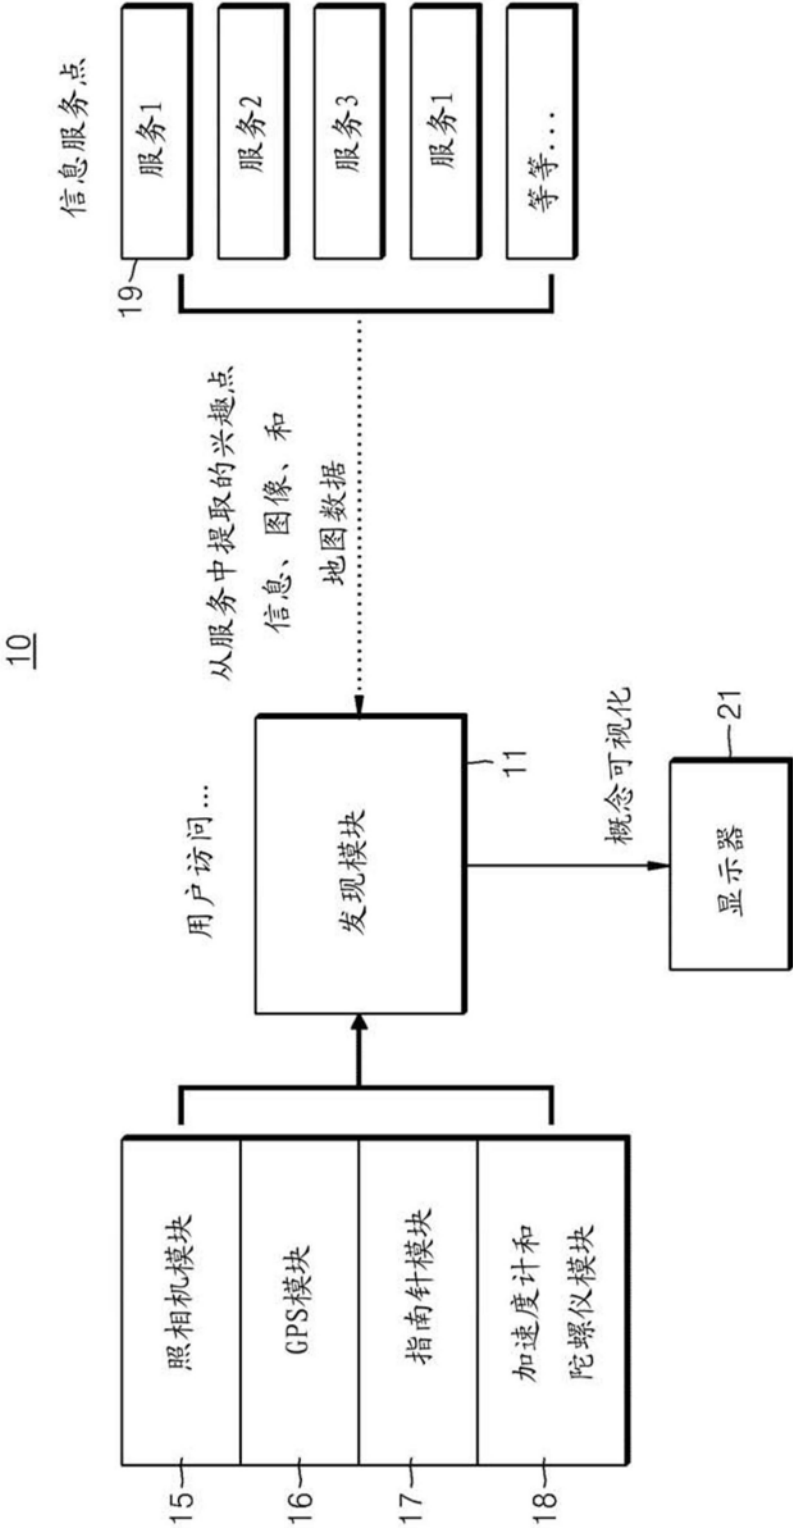 10
信息服务点
19
服务1
服务2
服务3
服务1
等等...
从服务中提取的兴趣点
信息、图像、和
地图数据
用户访问...
发现模块
11
概念可视化
显示器
21
15
照相机模块
16
GPS模块
17
指南针模块
18
加速度计和
陀螺仪模块